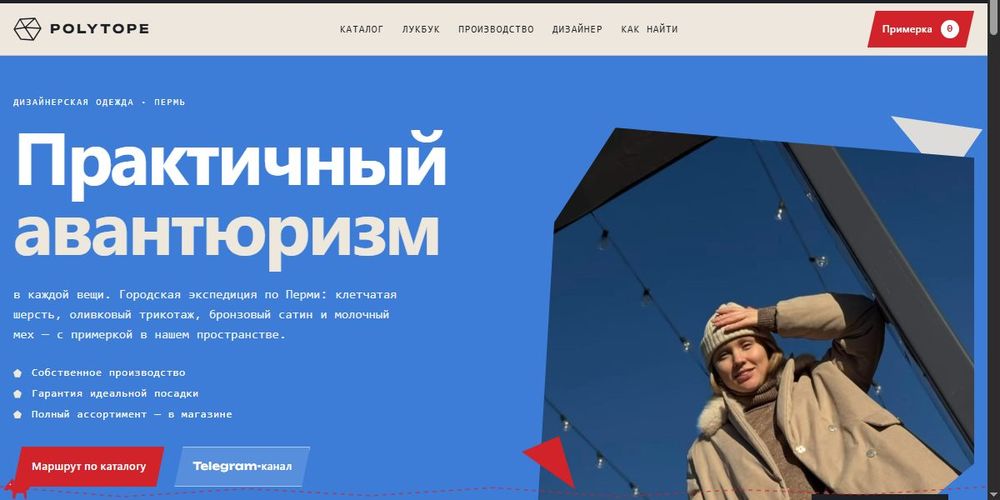 POLYTOPE
КАТАЛОГ ЛУКБУК ПРОИЗВОДСТВО ДИЗАЙНЕР КАК НАЙТИ
Примерка 0
ДИЗАЙНЕРСКАЯ ОДЕЖДА · ПЕРМЬ
Практичный
авантюризм
в каждой вещи. Городская экспедиция по Перми: клетчатая
шерсть, оливковый трикотаж, бронзовый сатин и молочный
мех — с примеркой в нашем пространстве.
Собственное производство
Гарантия идеальной посадки
Полный ассортимент — в магазине
Маршрут по каталогу
Telegram-канал